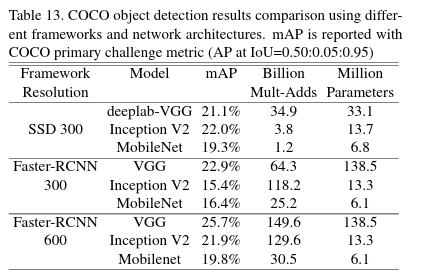 Table 13. COCO object detection results comparison using differ-
ent frameworks and network architectures. mAP is reported with
COCO primary challenge metric (AP at IoU=0.50:0.05:0.95)
Framework Model mAP Billion Million
Resolution Mult-Adds Parameters
deeplab-VGG 21.1% 34.9 33.1
SSD 300 Inception V2 22.0% 3.8 13.7
MobileNet 19.3% 1.2 6.8
Faster-RCNN VGG 22.9% 64.3 138.5
300 Inception V2 15.4% 118.2 13.3
MobileNet 16.4% 25.2 6.1
Faster-RCNN VGG 25.7% 149.6 138.5
600 Inception V2 21.9% 129.6 13.3
Mobilenet 19.8% 30.5 6.1